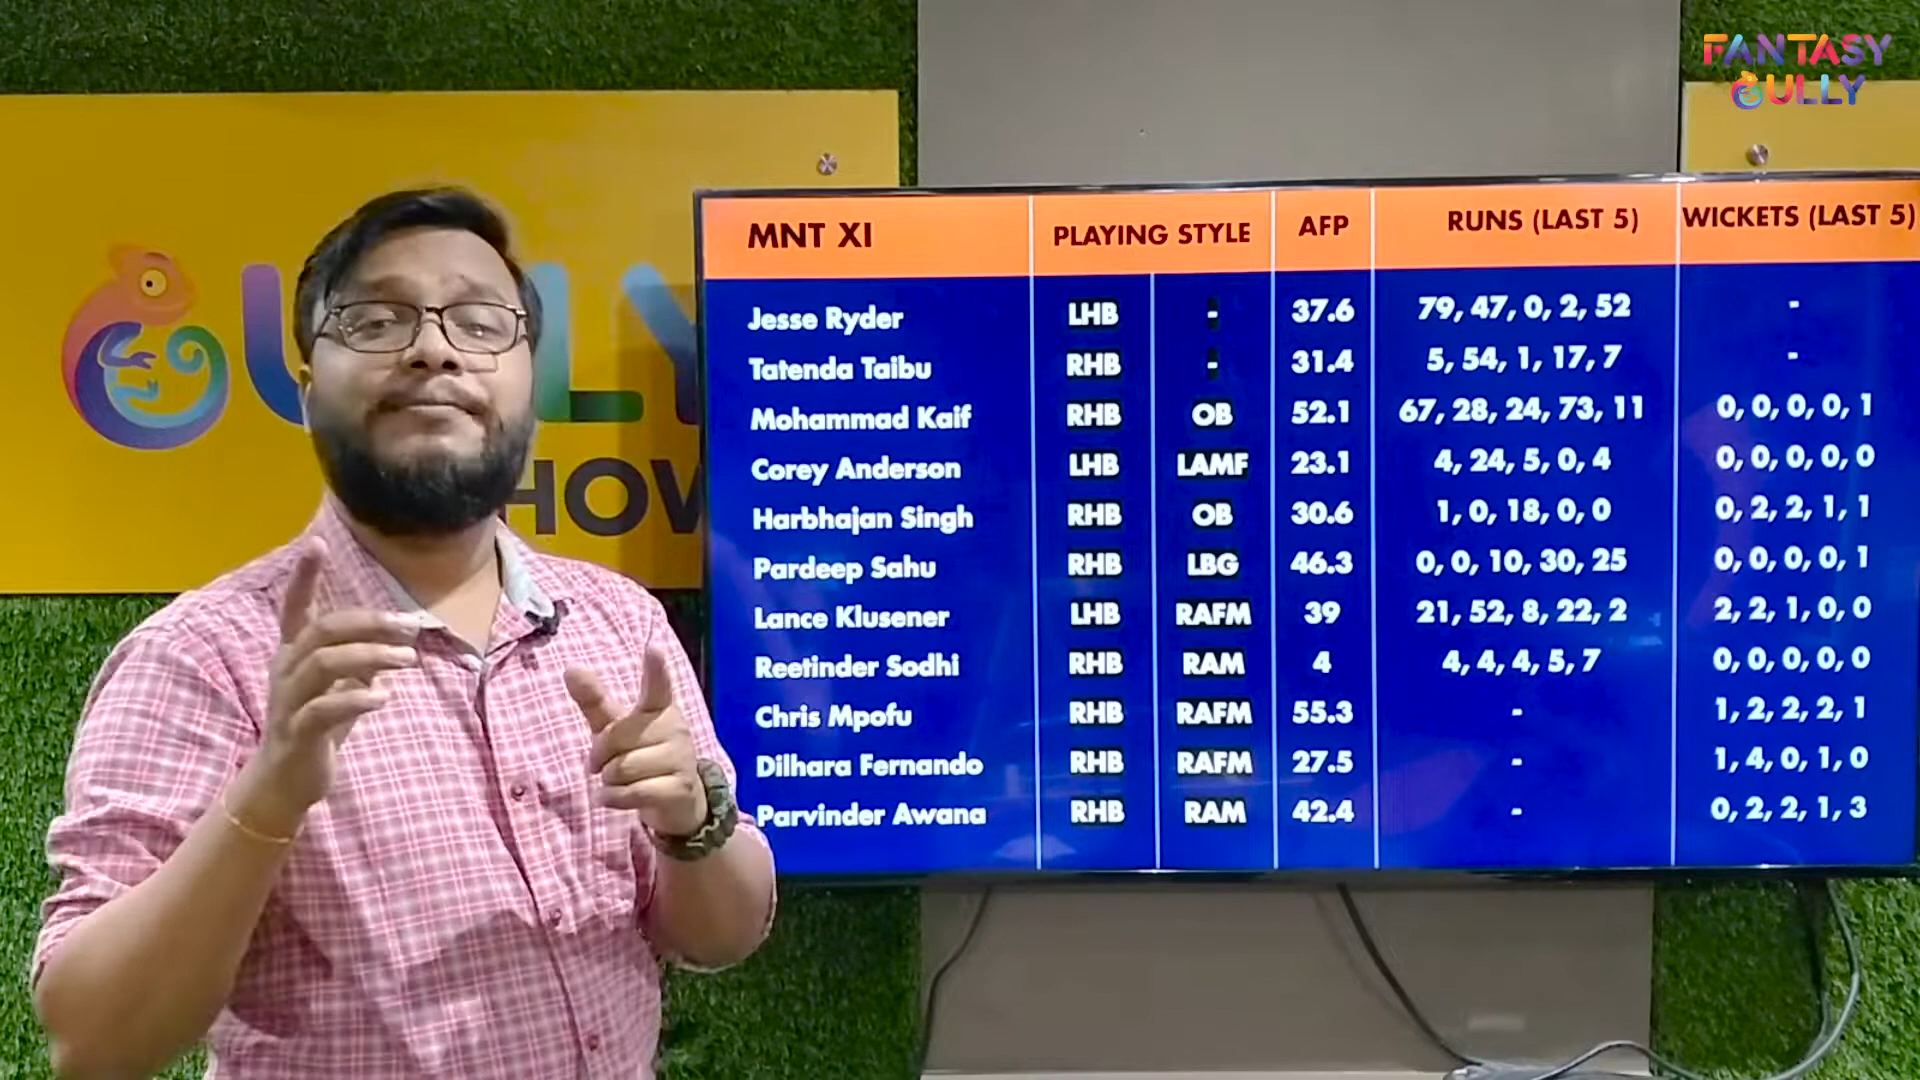 FANTASY
GULLY
ULLY
HOW
MNT XI PLAYING STYLE AFP RUNS (LAST 5) WICKETS (LAST 5)
Jesse Ryder LHB - 37.6 79, 47, 0, 2, 52 -
Tatenda Taibu RHB - 31.4 5, 54, 1, 17, 7 -
Mohammad Kaif RHB OB 52.1 67, 28, 24, 73, 11 0, 0, 0, 0, 1
Corey Anderson LHB LAMF 23.1 4, 24, 5, 0, 4 0, 0, 0, 0, 0
Harbhajan Singh RHB OB 30.6 1, 0, 18, 0, 0 0, 2, 2, 1, 1
Pardeep Sahu RHB LBG 46.3 0, 0, 10, 30, 25 0, 0, 0, 0, 1
Lance Klusener LHB RAFM 39 21, 52, 8, 22, 2 2, 2, 1, 0, 0
Reetinder Sodhi RHB RAM 4 4, 4, 4, 5, 7 0, 0, 0, 0, 0
Chris Mpofu RHB RAFM 55.3 - 1, 2, 2, 2, 1
Dilhara Fernando RHB RAFM 27.5 - 1, 4, 0, 1, 0
Parvinder Awana RHB RAM 42.4 - 0, 2, 2, 1, 3